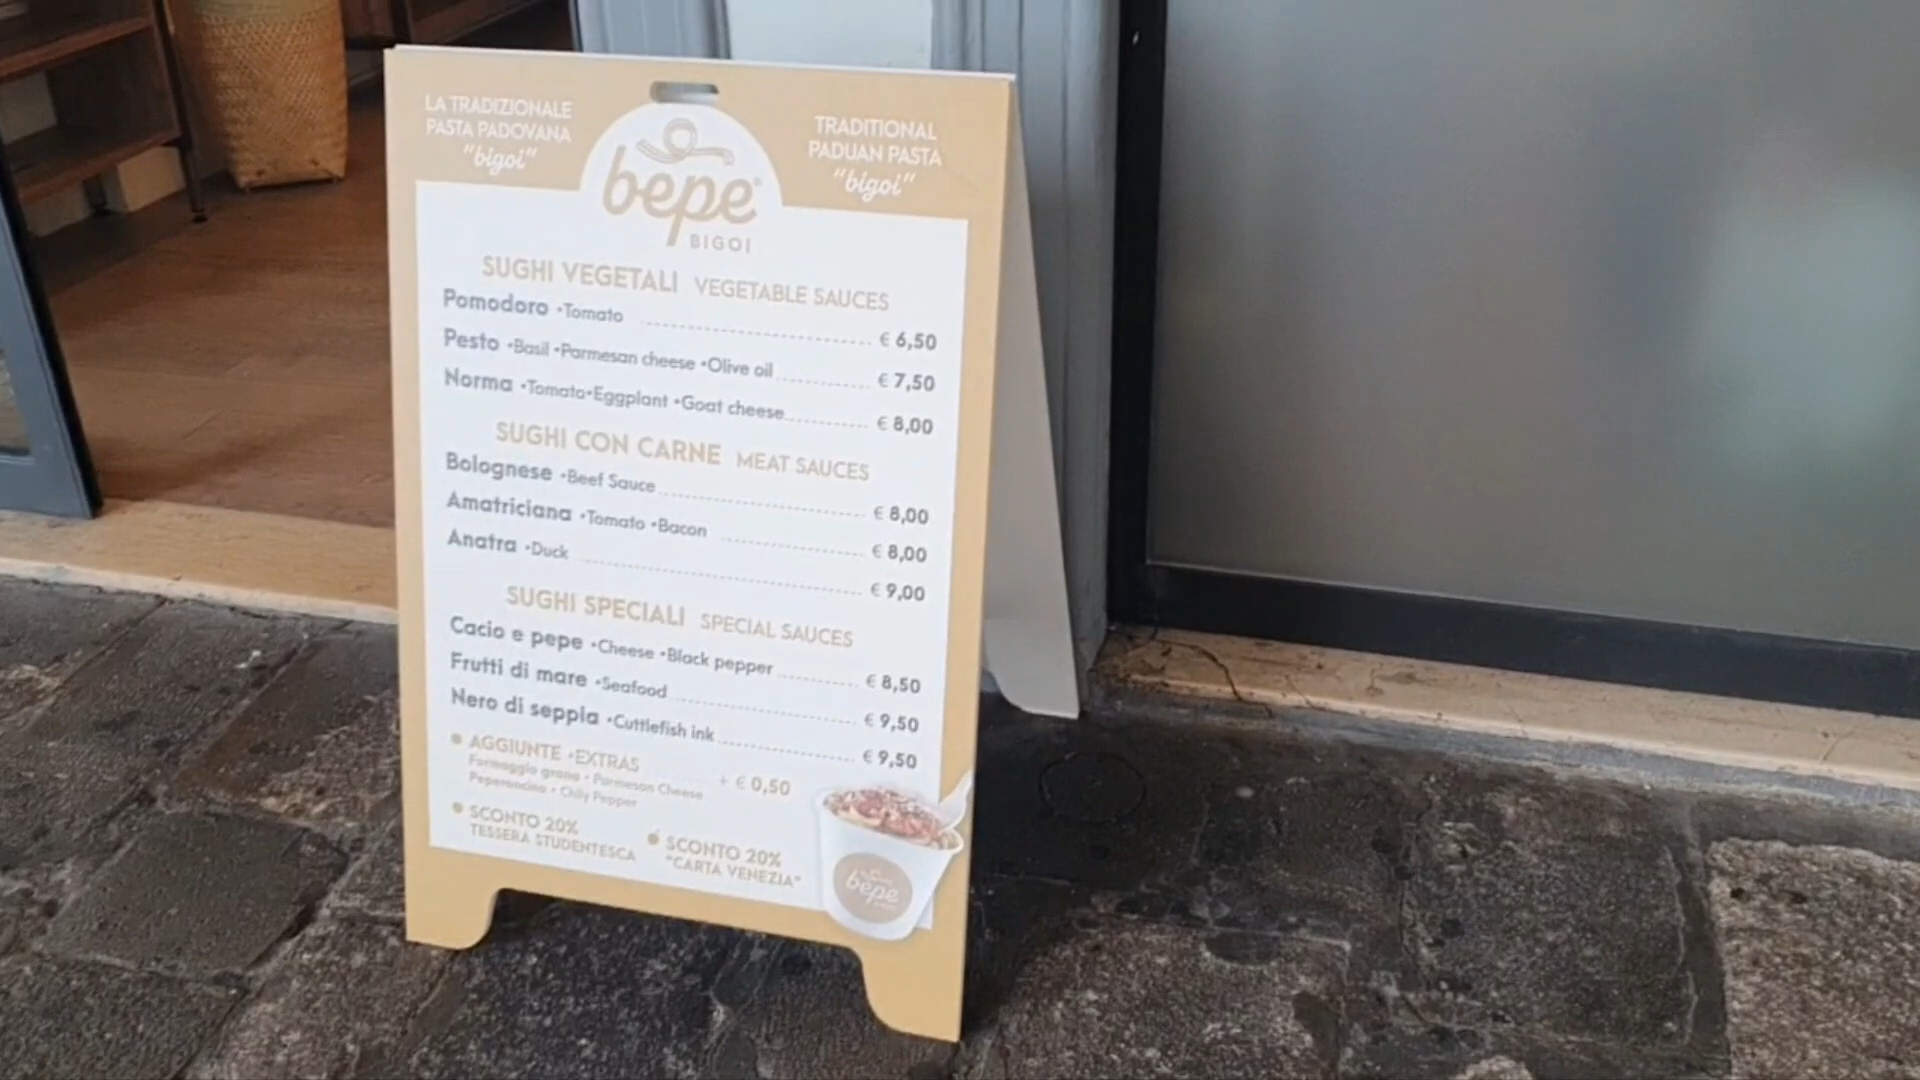 LA TRADIZIONALE
PASTA PADOVANA
"bigoi"
bepe
BIGOI
TRADITIONAL
PADUAN PASTA
"bigoi"
SUGHI VEGETALI VEGETABLE SAUCES
Pomodoro •Tomato € 6,50
Pesto •Basil •Parmesan cheese •Olive oil € 7,50
Norma •Tomato•Eggplant •Goat cheese € 8,00
SUGHI CON CARNE MEAT SAUCES
Bolognese •Beef Sauce € 8,00
Amatriciana •Tomato •Bacon € 8,00
Anatra •Duck € 9,00
SUGHI SPECIALI SPECIAL SAUCES
Cacio e pepe •Cheese •Black pepper € 8,50
Frutti di mare •Seafood € 9,50
Nero di seppia •Cuttlefish ink € 9,50
AGGIUNTE •EXTRAS + € 0,50
Formaggio grana • Parmesan Cheese
Peperoncino • Chily Pepper
SCONTO 20%
TESSERA STUDENTESCA
SCONTO 20%
"CARTA VENEZIA"
bepe